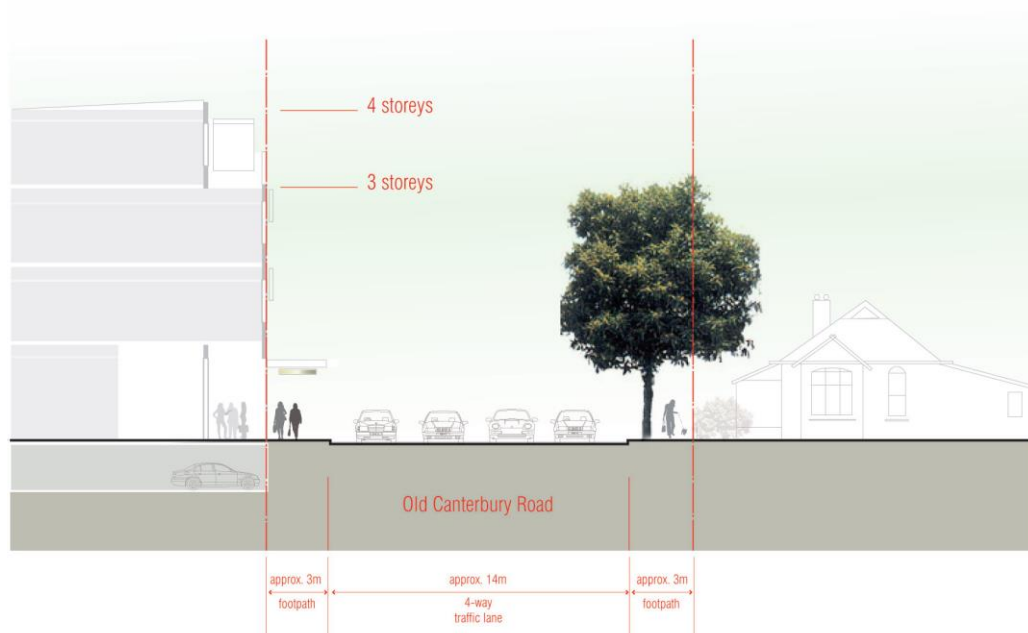 4 storeys
3 storeys
Old Canterbury Road
approx. 3m
footpath
approx. 14m
4-way
traffic lane
approx. 3m
footpath